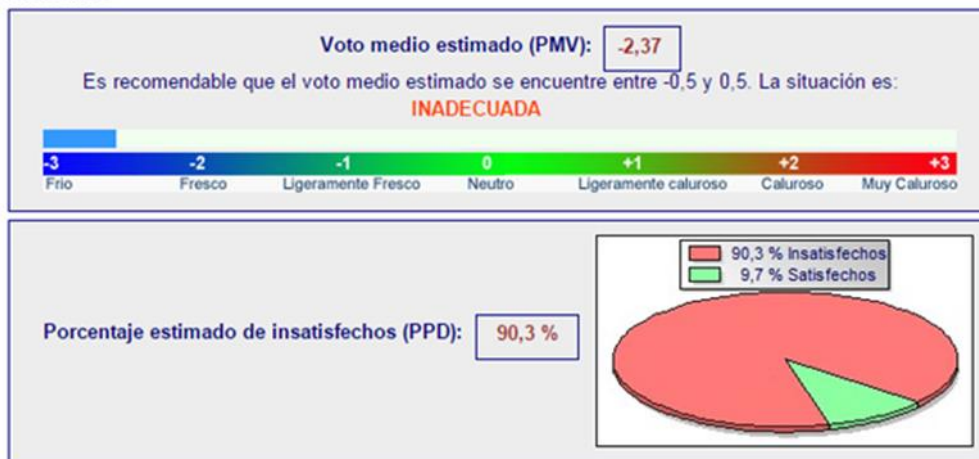 Voto medio estimado (PMV): -2,37
Es recomendable que el voto medio estimado se encuentre entre -0,5 y 0,5. La situación es:
INADECUADA
-3 -2 -1 0 +1 +2 +3
Frio Fresco Ligeramente Fresco Neutro Ligeramente caluroso Caluroso Muy Caluroso
90,3 % Insatisfechos
9,7 % Satisfechos
Porcentaje estimado de insatisfechos (PPD): 90,3 %